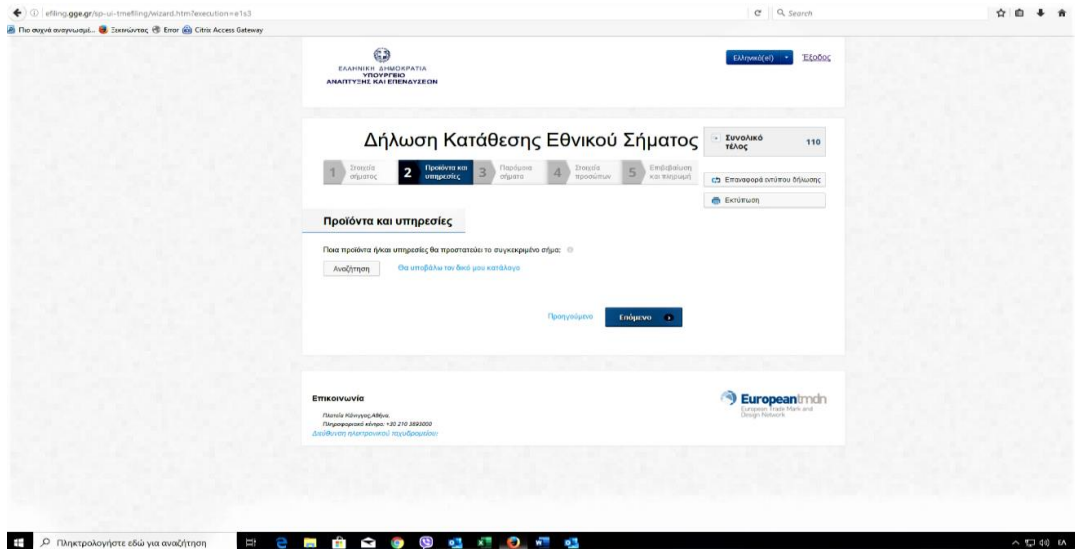 efiling.gge.gr/sp-ui-tmefiling/wizard.htm?execution=e1s3
Search
Πιο συχνά αναγνωσμέ... Ξεκινώντας Error Citrix Access Gateway
ΕΛΛΗΝΙΚΗ ΔΗΜΟΚΡΑΤΙΑ
ΥΠΟΥΡΓΕΙΟ
ΑΝΑΠΤΥΞΗΣ ΚΑΙ ΕΠΕΝΔΥΣΕΩΝ
Ελληνικά(el)
Έξοδος
Δήλωση Κατάθεσης Εθνικού Σήματος
1 Στοιχεία σήματος
2 Προϊόντα και υπηρεσίες
3 Παρόμοια σήματα
4 Στοιχεία προσώπων
5 Επιβεβαίωση και πληρωμή
Συνολικό τέλος 110
Επαναφορά εντύπου δήλωσης
Εκτύπωση
Προϊόντα και υπηρεσίες
Ποια προϊόντα ή/και υπηρεσίες θα προστατεύει το συγκεκριμένο σήμα;
Αναζήτηση
Θα υποβάλω τον δικό μου κατάλογο
Προηγούμενο
Επόμενο
Επικοινωνία
Πλατεία Κάνιγγος,Αθήνα.
Πληροφοριακό κέντρο: +30 210 3893000
Διεύθυνση ηλεκτρονικού ταχυδρομείου:
Europeantmdn
European Trade Mark and
Design Network
Πληκτρολογήστε εδώ για αναζήτηση
ΕΛ